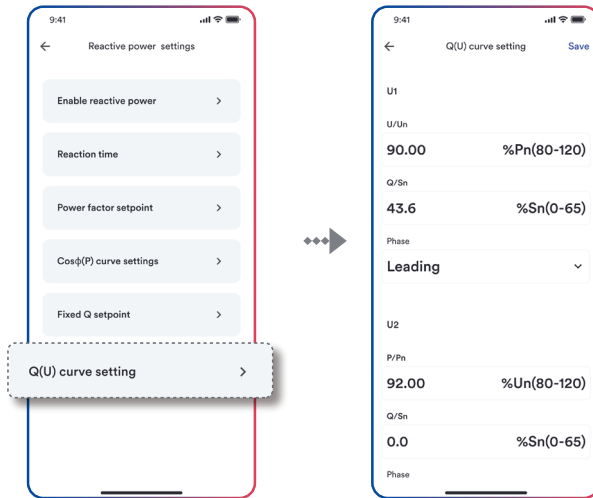 9:41
Reactive power settings
Enable reactive power
Reaction time
Power factor setpoint
Cosϕ(P) curve settings
Fixed Q setpoint
Q(U) curve setting
9:41
Q(U) curve setting Save
U1
U/Un
90.00 %Pn(80-120)
Q/Sn
43.6 %Sn(0-65)
Phase
Leading
U2
P/Pn
92.00 %Un(80-120)
Q/Sn
0.0 %Sn(0-65)
Phase